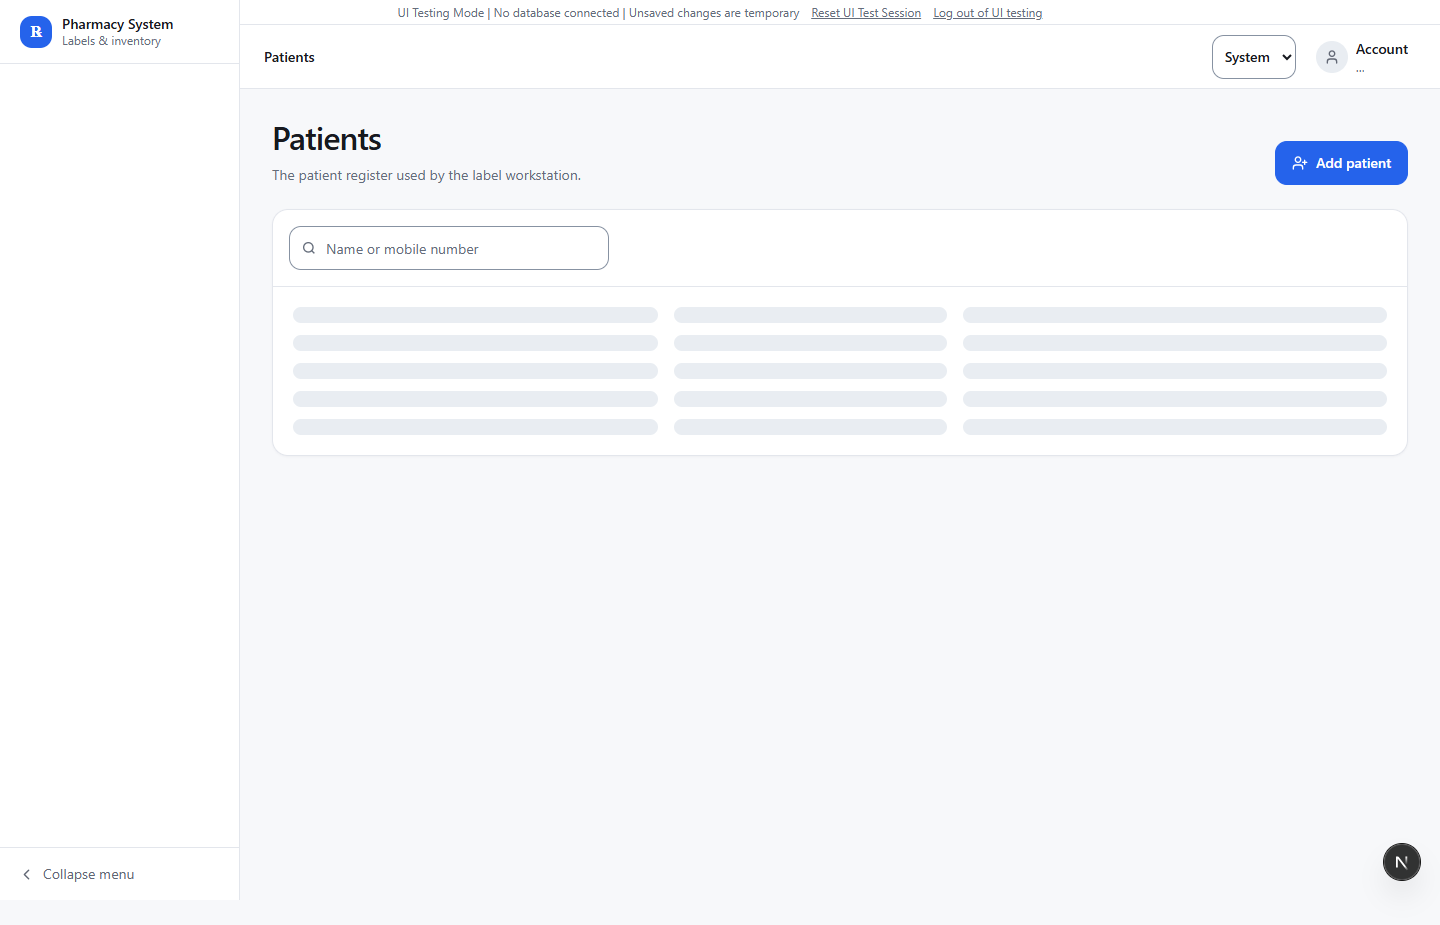 ℞
Pharmacy System
Labels & inventory
UI Testing Mode | No database connected | Unsaved changes are temporary Reset UI Test Session Log out of UI testing
Patients
System
Account
...
Patients
The patient register used by the label workstation.
Add patient
Name or mobile number
Collapse menu
N